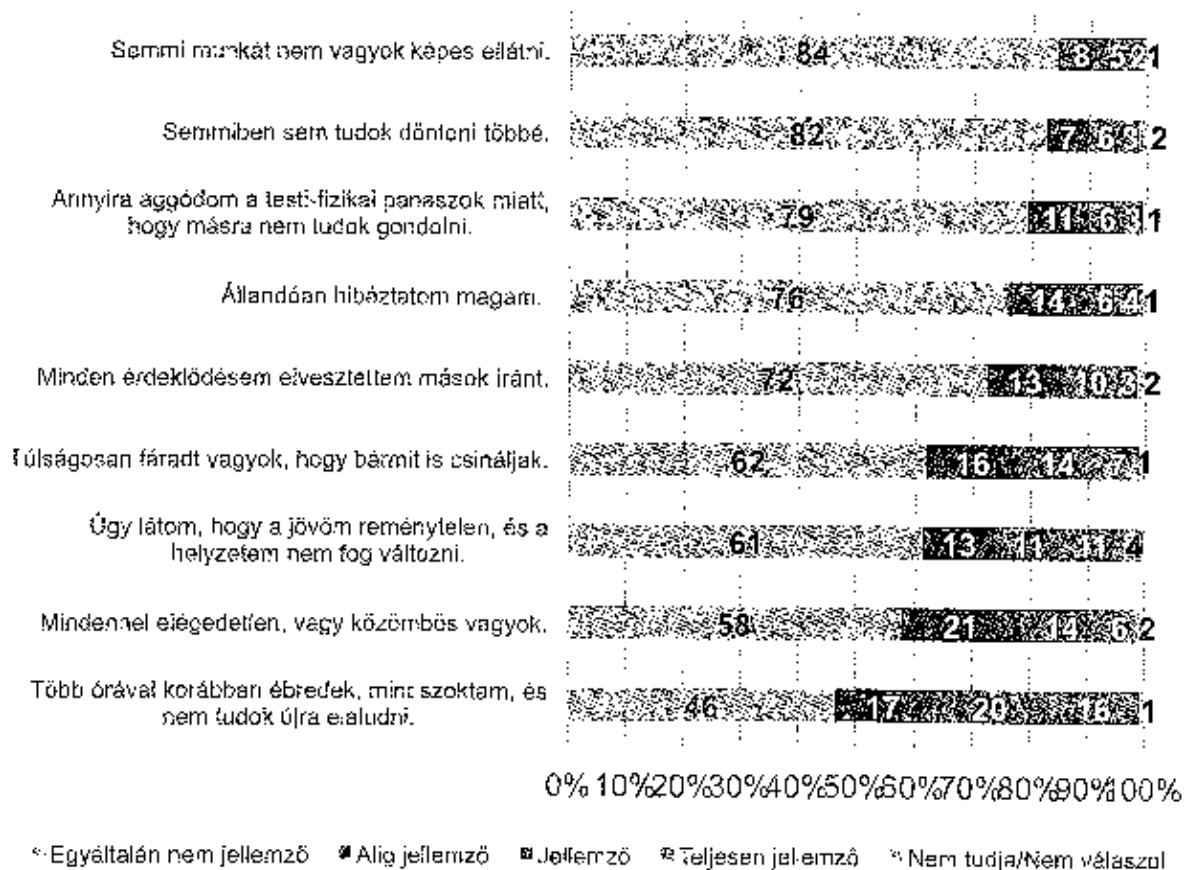 Semmi munkát nem vagyok képes ellátni.
84 8 5 2 1
Semmiben sem tudok dönteni többé.
82 7 6 3 2
Annyira aggódom a testi-fizikai panaszok miatt,
hogy másra nem tudok gondolni.
79 11 6 3 1
Állandóan hibáztatom magam.
76 14 6 4 1
Minden érdeklődésem elvesztettem mások iránt.
72 13 10 3 2
Túlságosan fáradt vagyok, hogy bármit is csináljak.
62 16 14 7 1
Úgy látom, hogy a jövőm reménytelen, és a
helyzetem nem fog változni.
61 13 11 11 4
Mindennel elégedetlen, vagy közömbös vagyok.
58 21 14 6 2
Több órával korábban ébredek, mint szoktam, és
nem tudok újra elaludni.
46 17 20 16 1
0% 10% 20% 30% 40% 50% 60% 70% 80% 90% 100%
Egyáltalán nem jellemző Alig jellemző Jellemző Teljesen jellemző Nem tudja/Nem válaszol